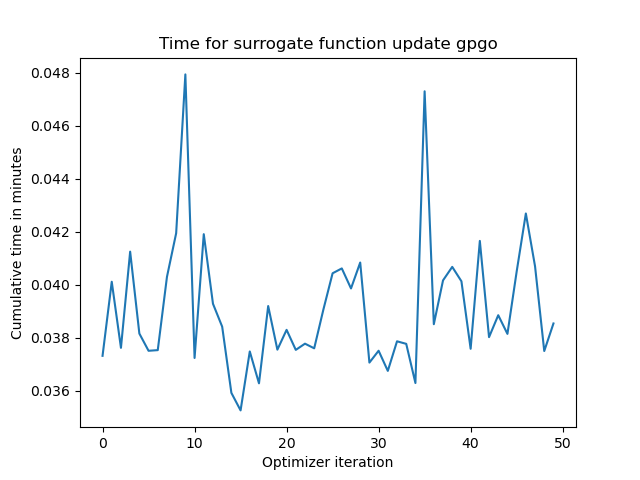 Time for surrogate function update gpgo
Cumulative time in minutes
0.048
0.046
0.044
0.042
0.040
0.038
0.036
0 10 20 30 40 50
Optimizer iteration